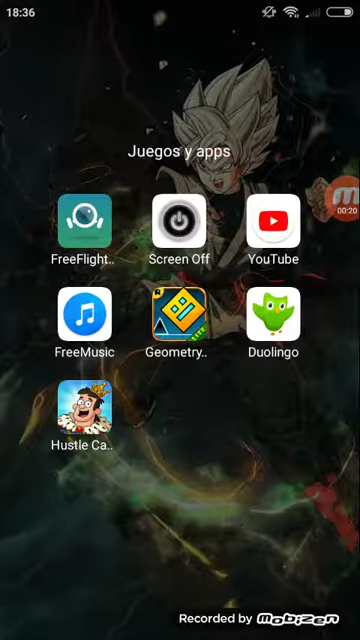 18:36
Juegos y apps
00:20
FreeFlight..
Screen Off
YouTube
FreeMusic
Geometry..
Duolingo
Hustle Ca..
Recorded by mobizen